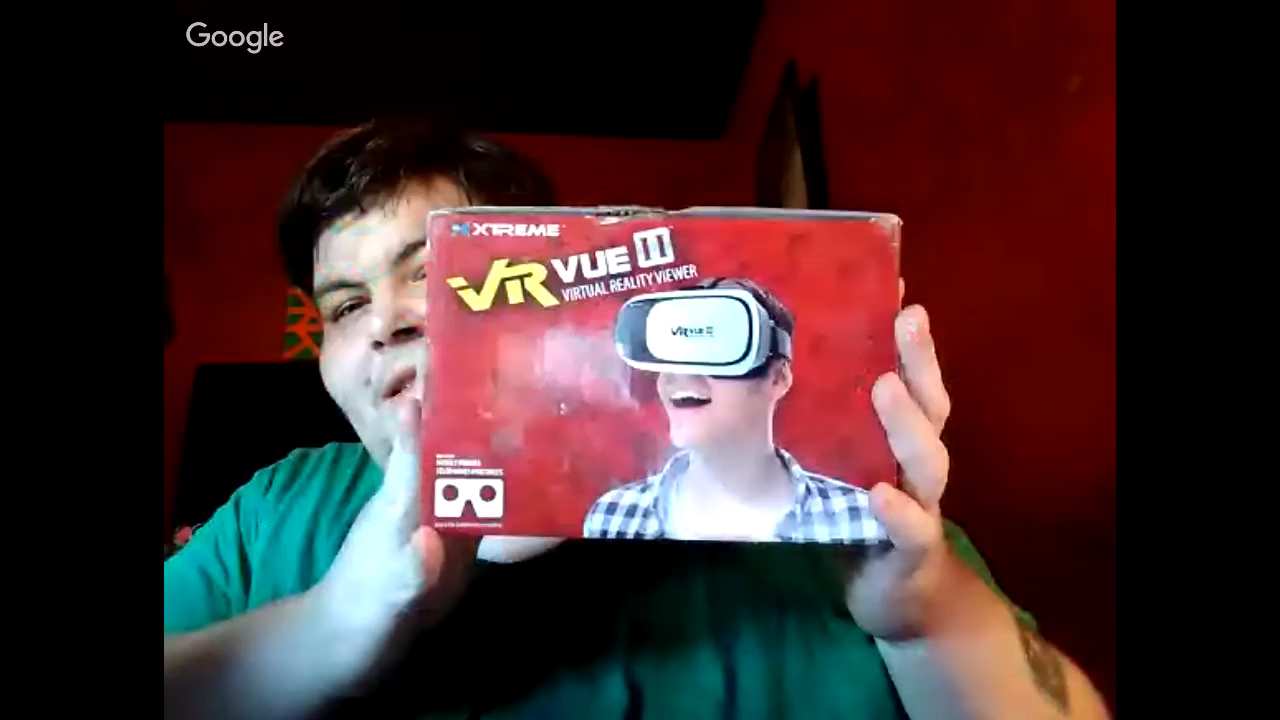 Google
XTREME
VR VUE II
VIRTUAL REALITY VIEWER
VR VUE II